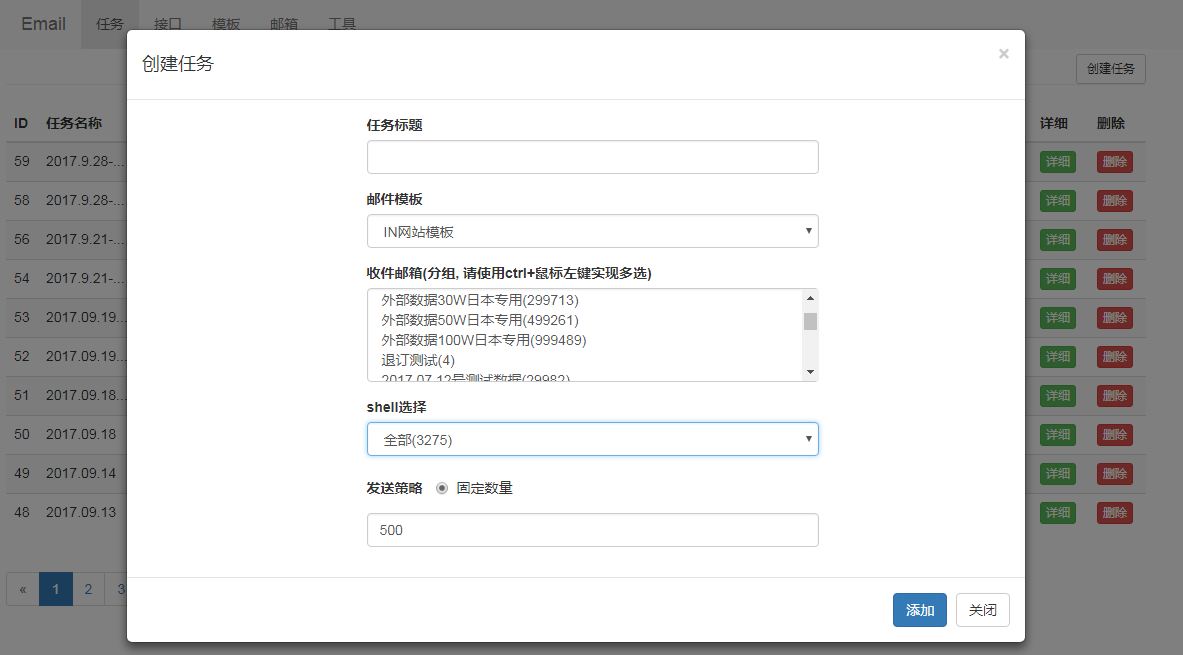 Email 任务 接口 模板 邮箱 工具
创建任务 ×
创建任务
ID 任务名称 详细 删除
任务标题
59 2017.9.28-... 详细 删除
58 2017.9.28-... 详细 删除
邮件模板
IN网站模板
56 2017.9.21-... 详细 删除
收件邮箱(分组, 请使用ctrl+鼠标左键实现多选)
54 2017.9.21-... 详细 删除
外部数据30W日本专用(299713)
53 2017.09.19... 详细 删除
外部数据50W日本专用(499261)
外部数据100W日本专用(999489)
52 2017.09.19... 详细 删除
退订测试(4)
2017.07.12号测试数据(29982)
51 2017.09.18... 详细 删除
shell选择
50 2017.09.18 详细 删除
全部(3275)
49 2017.09.14 详细 删除
发送策略 固定数量
48 2017.09.13 详细 删除
500
« 1 2 3
添加 关闭